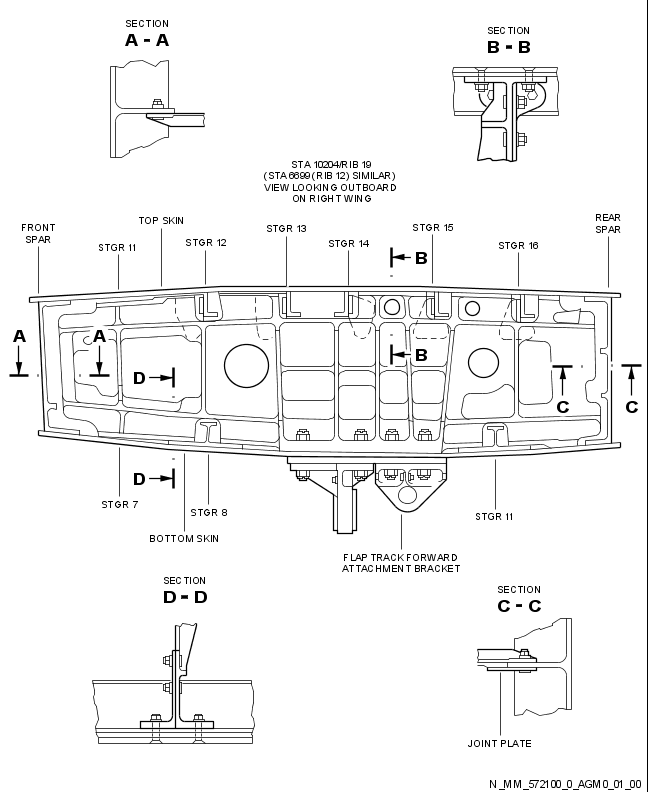 SECTION
A - A
SECTION
B - B
STA 10204/RIB 19
(STA 6699 (RIB 12) SIMILAR)
VIEW LOOKING OUTBOARD
ON RIGHT WING
FRONT
SPAR
STGR 11
TOP SKIN
STGR 12
STGR 13
STGR 14
STGR 15
STGR 16
REAR
SPAR
B
A
A
B
D
C
C
D
STGR 7
STGR 8
STGR 11
BOTTOM SKIN
FLAP TRACK FORWARD
ATTACHMENT BRACKET
SECTION
D - D
SECTION
C - C
JOINT PLATE
N_MM_572100_0_AGM0_01_00